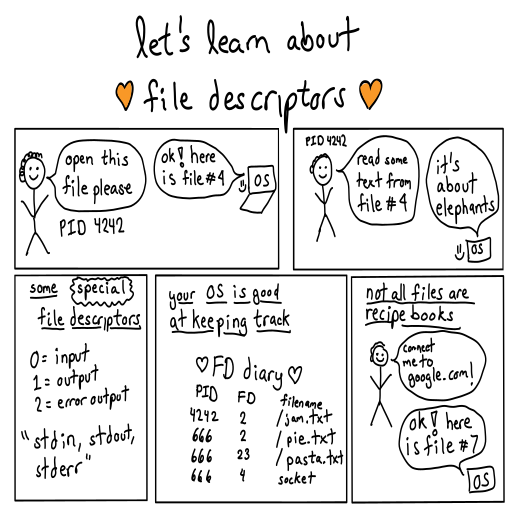 let's learn about
file descriptors
open this
file please
PID 4242
ok! here
is file #4
OS
PID 4242
read some
text from
file #4
it's
about
elephants
OS
some special
file descriptors
0 = input
1 = output
2 = error output
"stdin, stdout,
stderr"
your OS is good
at keeping track
FD diary
PID FD filename
4242 2 /jam.txt
666 2 /pie.txt
666 23 /pasta.txt
666 4 socket
not all files are
recipe books
connect
me to
google.com!
ok! here
is file #7
OS